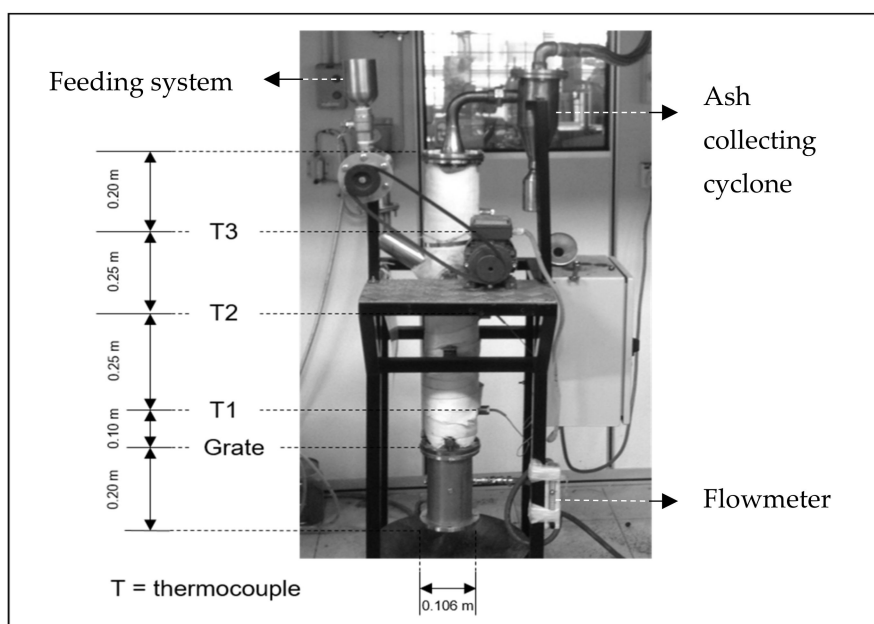 Feeding system
Ash
collecting
cyclone
0.20 m
T3
0.25 m
T2
0.25 m
T1
0.10 m
Grate
0.20 m
Flowmeter
T = thermocouple
0.106 m